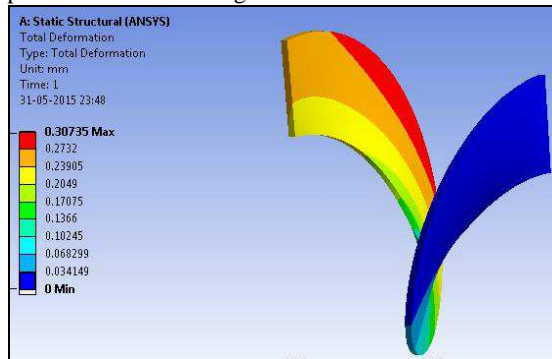 A: Static Structural (ANSYS)
Total Deformation
Type: Total Deformation
Unit: mm
Time: 1
31-05-2015 23:48
0.30735 Max
0.2732
0.23905
0.2049
0.17075
0.1366
0.10245
0.068299
0.034149
0 Min